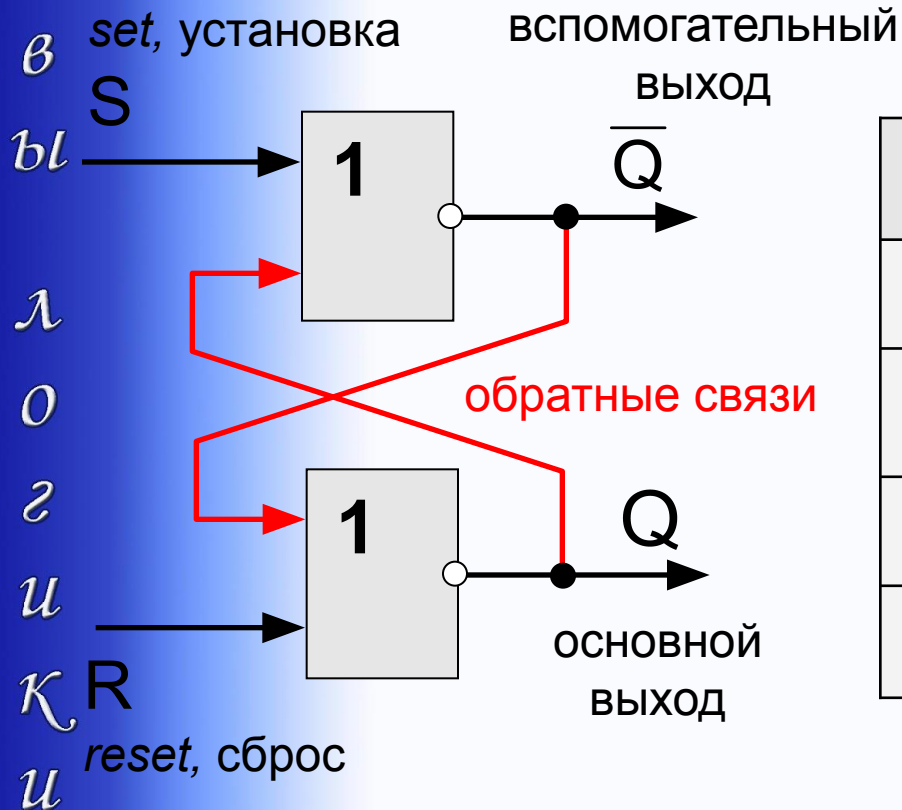 в
ы
л
о
г
и
к
и
set, установка
S
вспомогательный
выход
1
Q̅
обратные связи
1
Q
основной
выход
R
reset, сброс